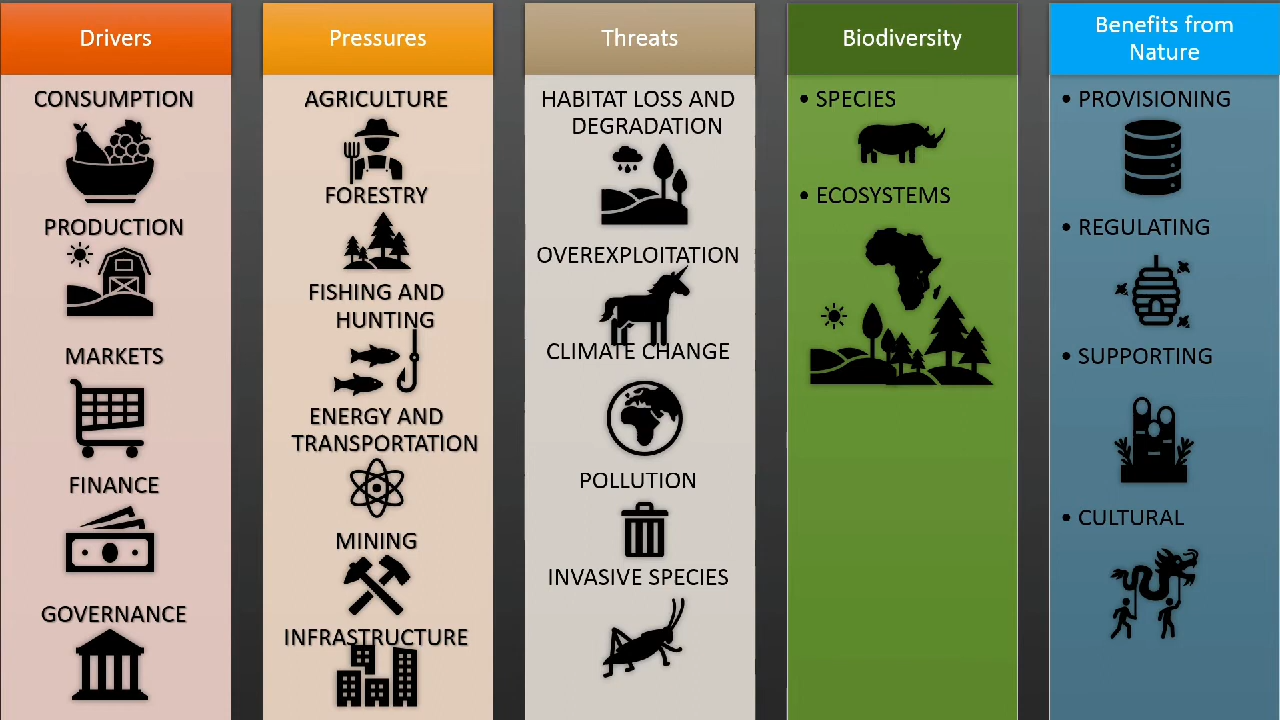 Drivers
CONSUMPTION
PRODUCTION
MARKETS
FINANCE
GOVERNANCE
Pressures
AGRICULTURE
FORESTRY
FISHING AND
HUNTING
ENERGY AND
TRANSPORTATION
MINING
INFRASTRUCTURE
Threats
HABITAT LOSS AND
DEGRADATION
OVEREXPLOITATION
CLIMATE CHANGE
POLLUTION
INVASIVE SPECIES
Biodiversity
• SPECIES
• ECOSYSTEMS
Benefits from
Nature
• PROVISIONING
• REGULATING
• SUPPORTING
• CULTURAL